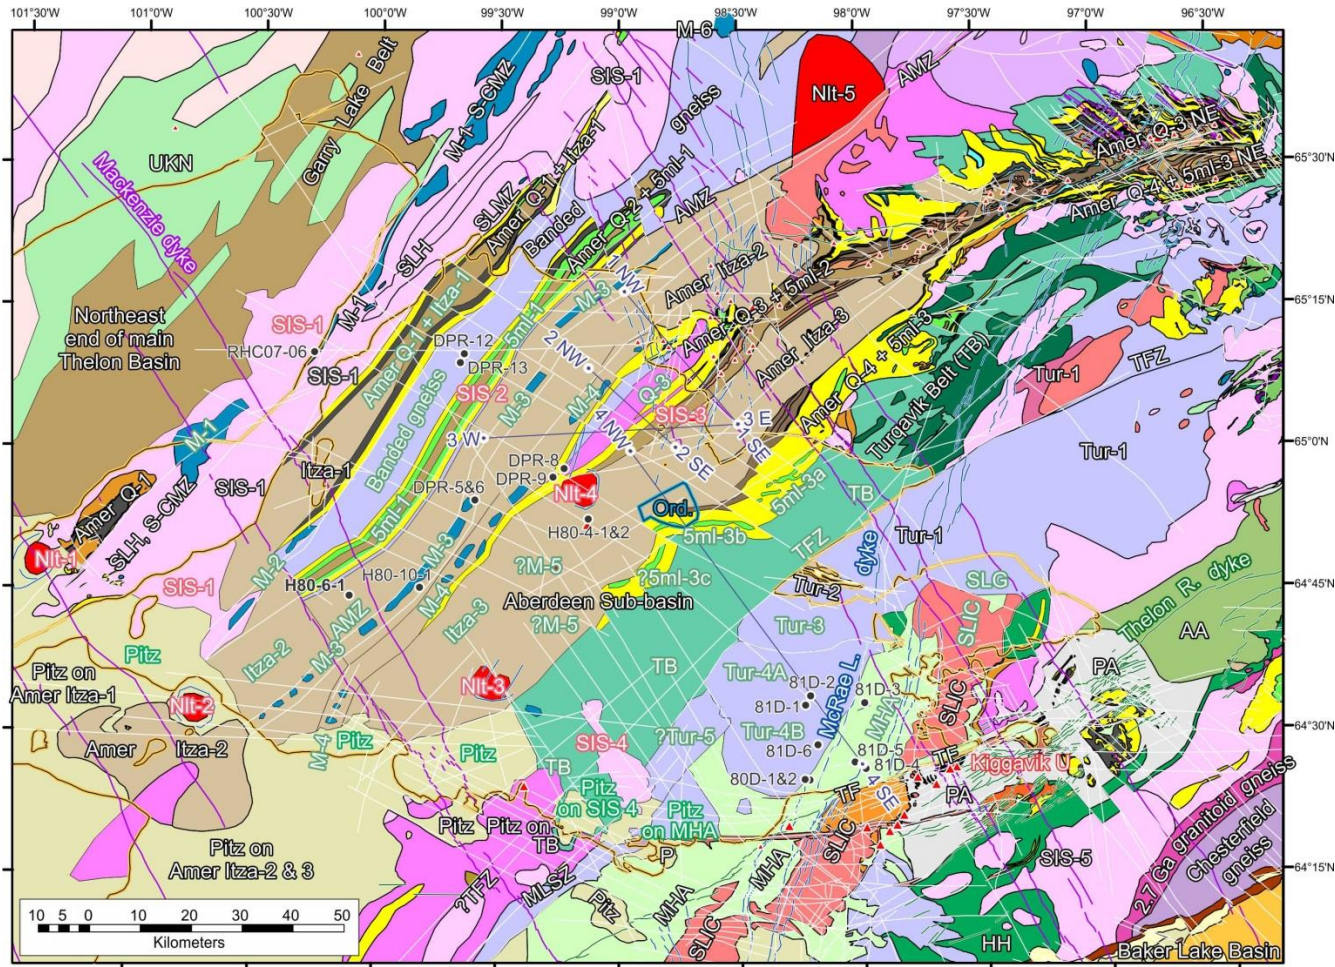 101°30'W 101°0'W 100°30'W 100°0'W 99°30'W 99°0'W 98°30'W 98°0'W 97°30'W 97°0'W 96°30'W
M-6
Garry Lake Belt
M-1 S-CMZ
SIS-1
gneiss
Nlt-5
AMZ
Amer Q-3 NE
65°30'N
UKN
Mackenzie dyke
SLH
SLMZ
Amer Q-1 + Itza-1
Banded
Amer Q-2 + 5ml-1
AMZ
Amer Q-4 + 5ml-3 NE
Northeast
end of main
Thelon Basin
M-1
SIS-1
RHC07-06
SIS-1
Amer Q-1 + Itza-1
DPR-12
DPR-13
5ml-1
1 NW
M-3
Amer Itza-2
65°15'N
Amer Q-3 + 5ml-2
Amer Itza-3
Amer Q-4 + 5ml-3
Turqavik Belt (TB)
TFZ
Tur-1
2 NW
Banded gneiss
SIS 2
M-3
M-4
Q-3
SIS-3
3 W
4 NW
3 E
1 SE
2 SE
65°0'N
Tur-1
M-1
Itza-1
SIS-1
Amer Q-1
SLH, S-CMZ
DPR-8
DPR-9
DPR-5&6
Nlt-4
H80-4-1&2
Ord.
5ml-3a
TB
5ml-3b
TFZ
dyke
Tur-1
5ml-1
Nlt-1
SIS-1
M-2
H80-6-1
H80-10-1
M-3
M-4
?M-5
?5ml-3c
Aberdeen Sub-basin
?M-5
Tur-2
SLG
SLIC
Thelon R. dyke
64°45'N
AMZ
M-3
Itza-2
Itza-3
Tur-3
AA
Pitz
Pitz on
Amer Itza-1
Nlt-2
Nlt-3
TB
Tur-4A
81D-2
81D-1
81D-3
McRae L.
MHA
SLIC
PA
64°30'N
Amer Itza-2
M-4
Pitz
Pitz
SIS-4
?Tur-5
Tur-4B
81D-6
81D-5
81D-4
80D-1&2
4 SE
TF
Kiggavik U
TB
Pitz
on SIS 4
Pitz
on MHA
TF
PA
Pitz
Pitz on
TB
P
SLIC
SIS-5
2.7 Ga granitoid gneiss
Chesterfield
gneiss
64°15'N
Pitz on
Amer Itza-2 & 3
?TFZ
MLSZ
Pitz
MHA
MHA
SLIC
HH
Baker Lake Basin
10 5 0 10 20 30 40 50
Kilometers